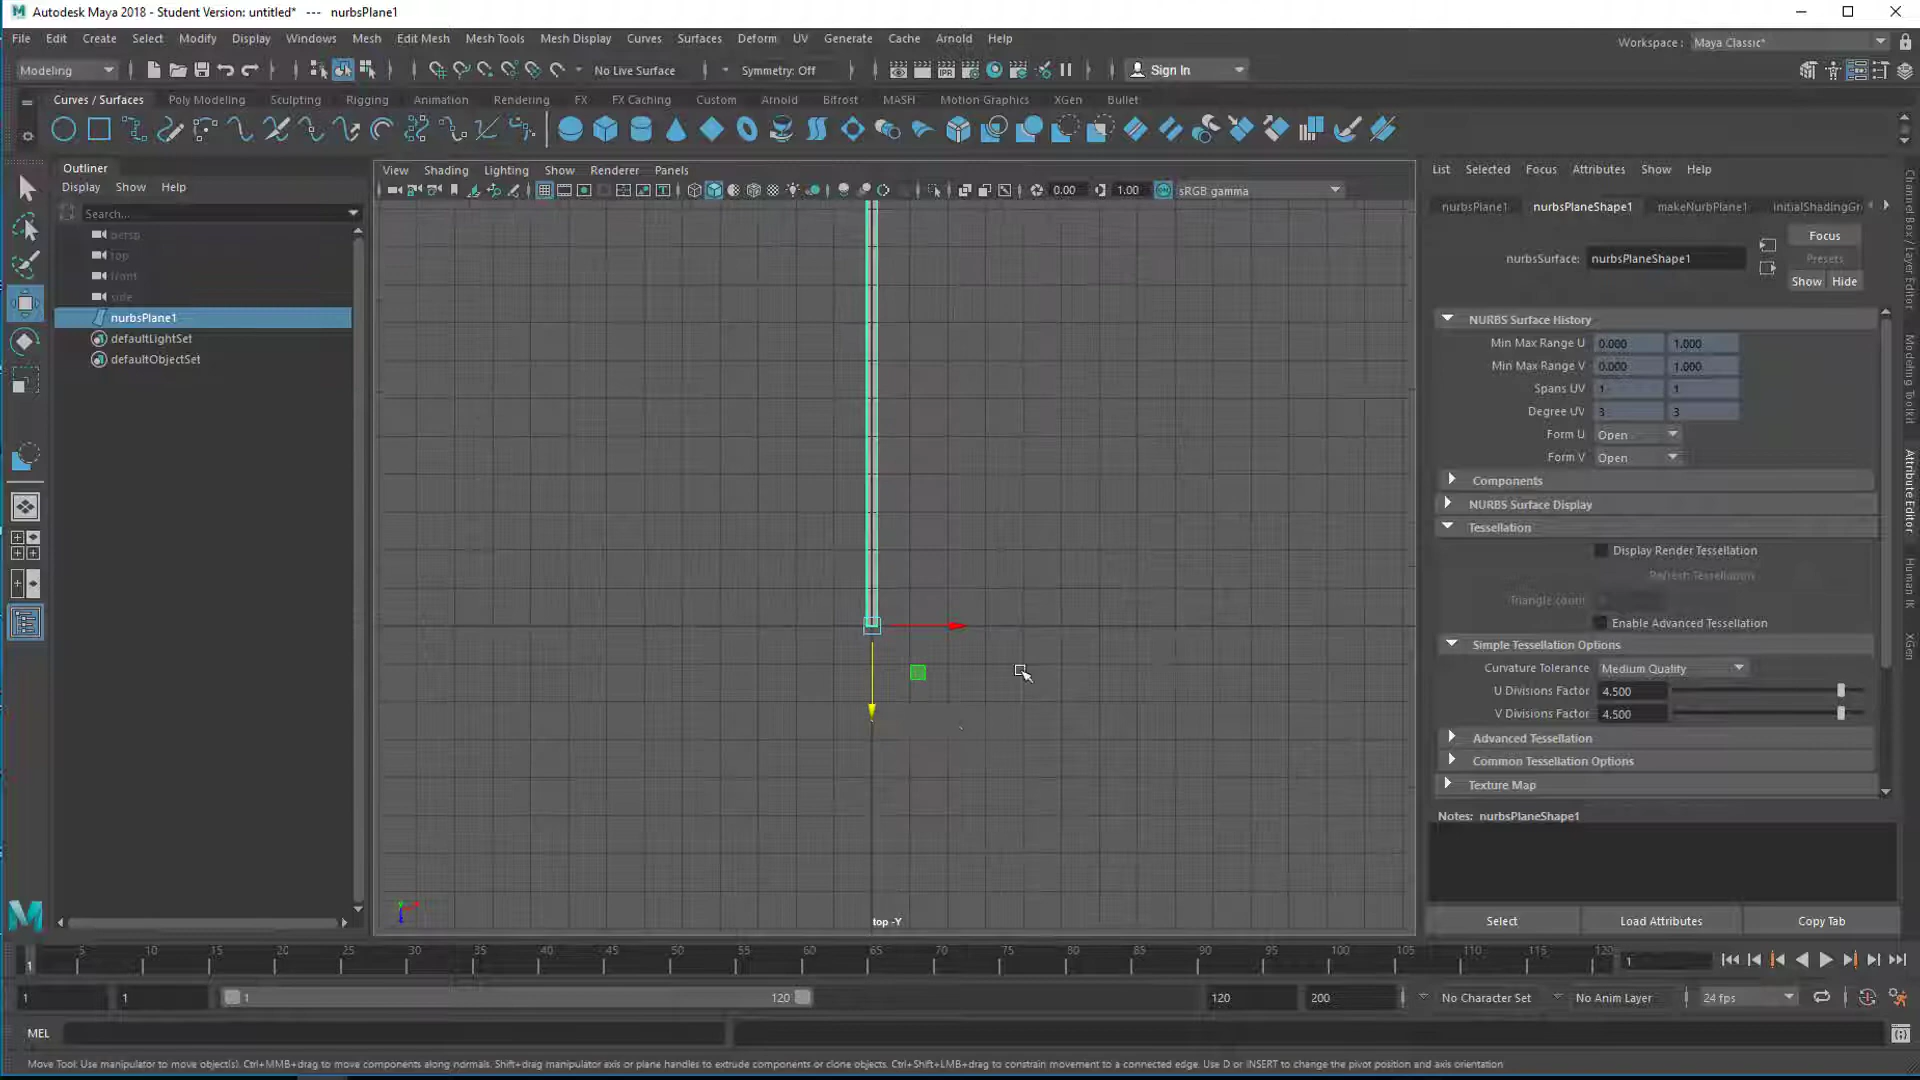 Autodesk Maya 2018 - Student Version: untitled* --- nurbsPlane1
File Edit Create Select Modify Display Windows Mesh Edit Mesh Mesh Tools Mesh Display Curves Surfaces Deform UV Generate Cache Arnold Help
Workspace : Maya Classic*
Modeling No Live Surface Symmetry: Off IPR Sign In
Curves / Surfaces Poly Modeling Sculpting Rigging Animation Rendering FX FX Caching Custom Arnold Bifrost MASH Motion Graphics XGen Bullet
Outliner
Display Show Help
Search...
persp
top
front
side
nurbsPlane1
defaultLightSet
defaultObjectSet
View Shading Lighting Show Renderer Panels
0.00 1.00 sRGB gamma
top -Y
List Selected Focus Attributes Show Help
nurbsPlane1 nurbsPlaneShape1 makeNurbPlane1 initialShadingGr
nurbsSurface: nurbsPlaneShape1
Focus
Presets
Show Hide
NURBS Surface History
Min Max Range U 0.000 1.000
Min Max Range V 0.000 1.000
Spans UV 1 1
Degree UV 3 3
Form U Open
Form V Open
Components
NURBS Surface Display
Tessellation
Display Render Tessellation
Refresh Tessellation
Triangle count
Enable Advanced Tessellation
Simple Tessellation Options
Curvature Tolerance Medium Quality
U Divisions Factor 4.500
V Divisions Factor 4.500
Advanced Tessellation
Common Tessellation Options
Texture Map
Notes: nurbsPlaneShape1
Select Load Attributes Copy Tab
Channel Box / Layer Editor
Modeling Toolkit
Attribute Editor
Human IK
XGen
5 10 15 20 25 30 35 40 45 50 55 60 65 70 75 80 85 90 95 100 105 110 115 120
1 1
1 1 1 120 120 200 No Character Set No Anim Layer 24 fps
MEL
Move Tool: Use manipulator to move object(s). Ctrl+MMB+drag to move components along normals. Shift+drag manipulator axis or plane handles to extrude components or clone objects. Ctrl+Shift+LMB+drag to constrain movement to a connected edge. Use D or INSERT to change the pivot position and axis orientation